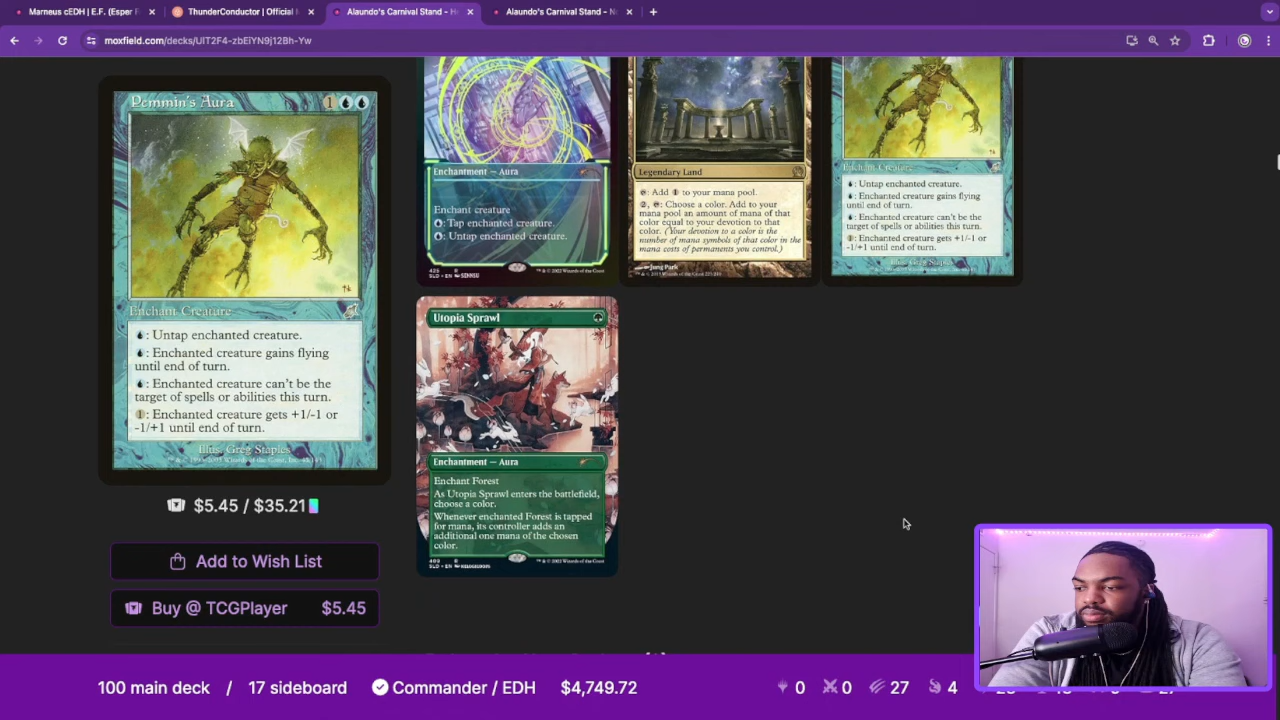 Marneus cEDH | E.F. (Esper
ThunderConductor | Official
Alaundo's Carnival Stand -
Alaundo's Carnival Stand -
moxfield.com/decks/UIT2F4-zbEiYN9j12Bh-Yw
Pemmin's Aura
1
Enchant Creature
: Untap enchanted creature.
: Enchanted creature gains flying
until end of turn.
: Enchanted creature can't be the
target of spells or abilities this turn.
1: Enchanted creature gets +1/-1 or
-1/+1 until end of turn.
Illus. Greg Staples
$5.45 / $35.21
Add to Wish List
Buy @ TCGPlayer $5.45
Enchantment — Aura
Enchant creature
: Tap enchanted creature.
: Untap enchanted creature.
Legendary Land
: Add 1 to your mana pool.
2, : Choose a color. Add to your
mana pool an amount of mana of that
color equal to your devotion to that
color. (Your devotion to a color is the
number of mana symbols of that color in the
mana costs of permanents you control.)
Jung Park
Enchant Creature
: Untap enchanted creature.
: Enchanted creature gains flying
until end of turn.
: Enchanted creature can't be the
target of spells or abilities this turn.
1: Enchanted creature gets +1/-1 or
-1/+1 until end of turn.
Utopia Sprawl
Enchantment — Aura
Enchant Forest
As Utopia Sprawl enters the battlefield,
choose a color.
Whenever enchanted Forest is tapped
for mana, its controller adds an
additional one mana of the chosen
color.
100 main deck / 17 sideboard
Commander / EDH
$4,749.72
0 0 27 4